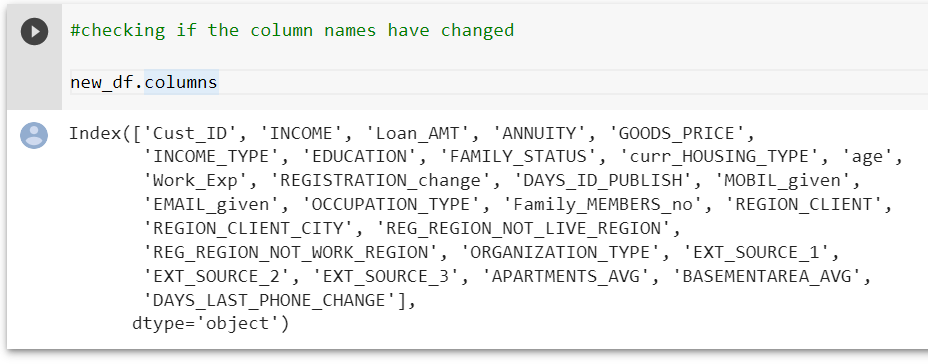 #checking if the column names have changed
new_df.columns
Index(['Cust_ID', 'INCOME', 'Loan_AMT', 'ANNUITY', 'GOODS_PRICE',
'INCOME_TYPE', 'EDUCATION', 'FAMILY_STATUS', 'curr_HOUSING_TYPE', 'age',
'Work_Exp', 'REGISTRATION_change', 'DAYS_ID_PUBLISH', 'MOBIL_given',
'EMAIL_given', 'OCCUPATION_TYPE', 'Family_MEMBERS_no', 'REGION_CLIENT',
'REGION_CLIENT_CITY', 'REG_REGION_NOT_LIVE_REGION',
'REG_REGION_NOT_WORK_REGION', 'ORGANIZATION_TYPE', 'EXT_SOURCE_1',
'EXT_SOURCE_2', 'EXT_SOURCE_3', 'APARTMENTS_AVG', 'BASEMENTAREA_AVG',
'DAYS_LAST_PHONE_CHANGE'],
dtype='object')